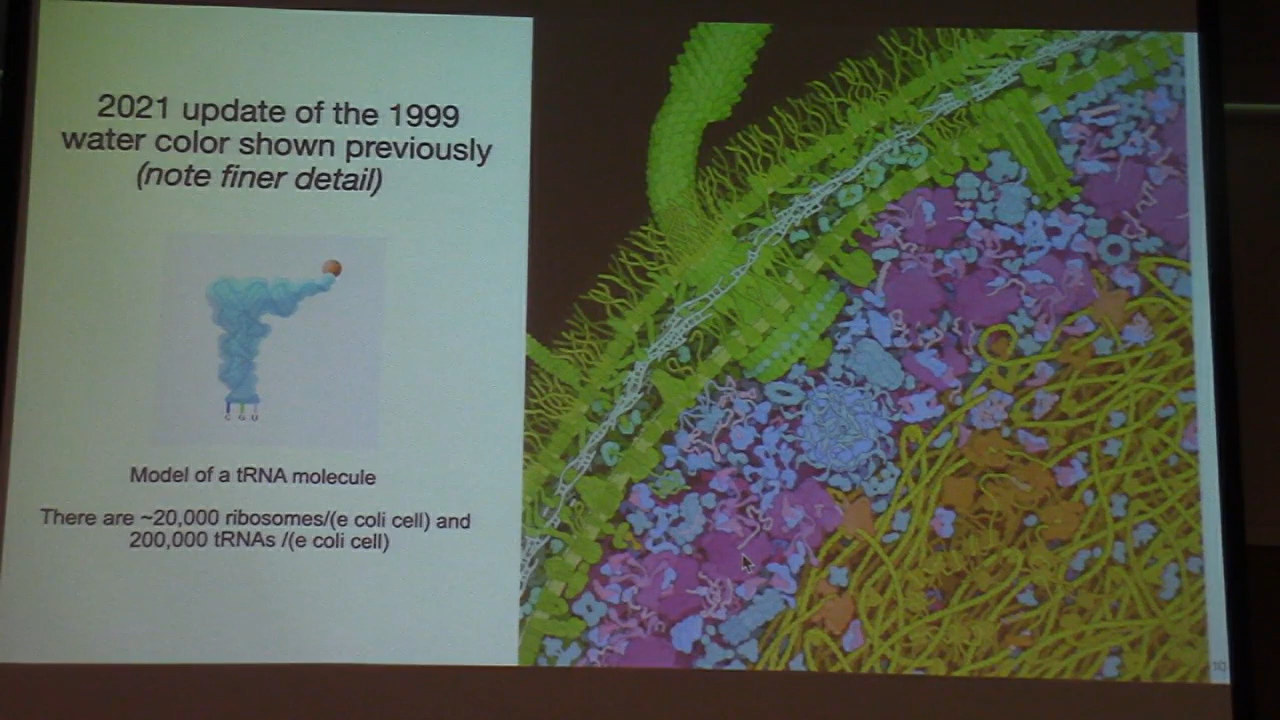 2021 update of the 1999
water color shown previously
(note finer detail)
C G U
Model of a tRNA molecule
There are ~20,000 ribosomes/(e coli cell) and
200,000 tRNAs /(e coli cell)